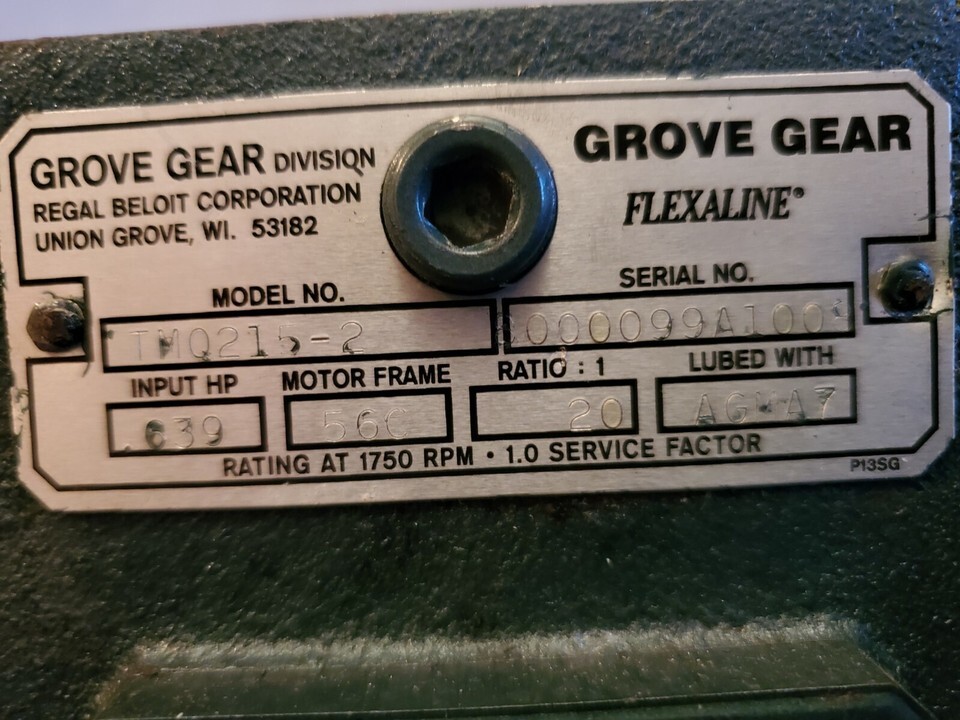 GROVE GEAR DIVISION
REGAL BELOIT CORPORATION
UNION GROVE, WI. 53182
GROVE GEAR
FLEXALINE®
MODEL NO.
TMQ215-2
SERIAL NO.
INPUT HP
.639
MOTOR FRAME
56C
RATIO : 1
20
LUBED WITH
AGMA7
RATING AT 1750 RPM • 1.0 SERVICE FACTOR
P13SG